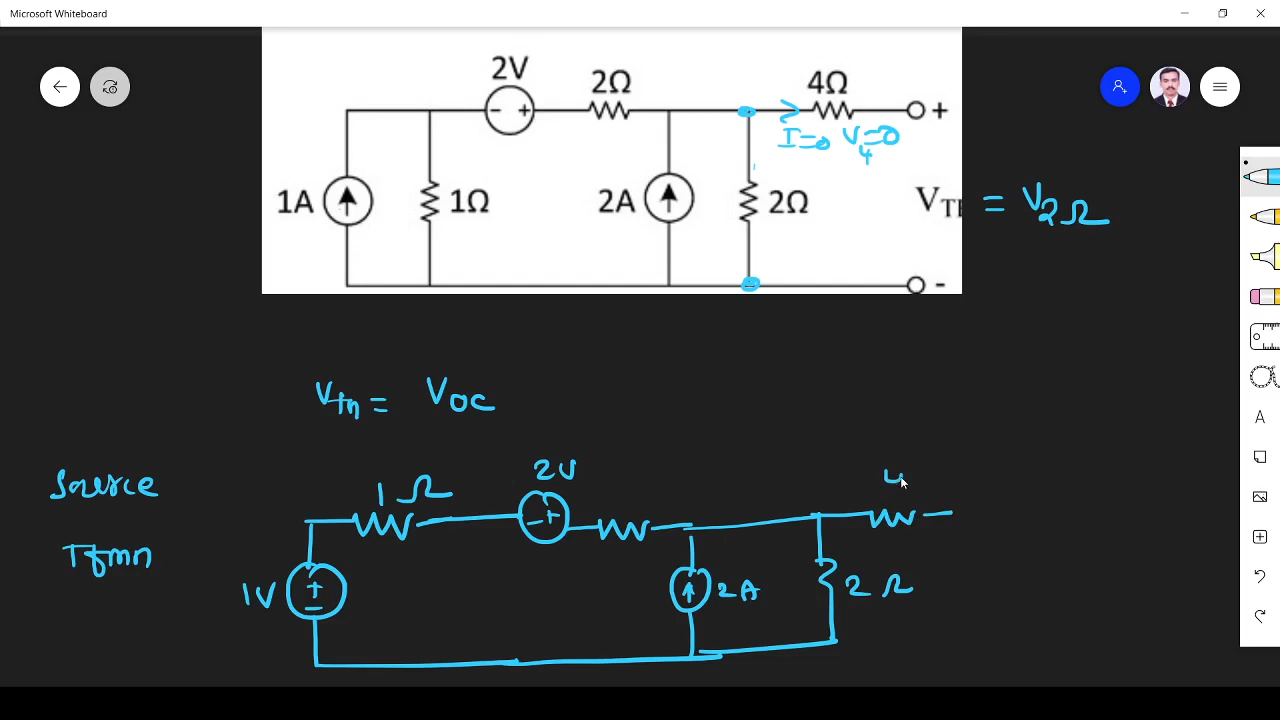 Microsoft Whiteboard
2V
2Ω
4Ω
+
- +
I=0 V4=0
1A
1Ω
2A
2Ω
VTH = V2Ω
-
Vth = Voc
Source
Tfmn
1Ω
2V
4
- +
1V
+
-
2A
2Ω
A